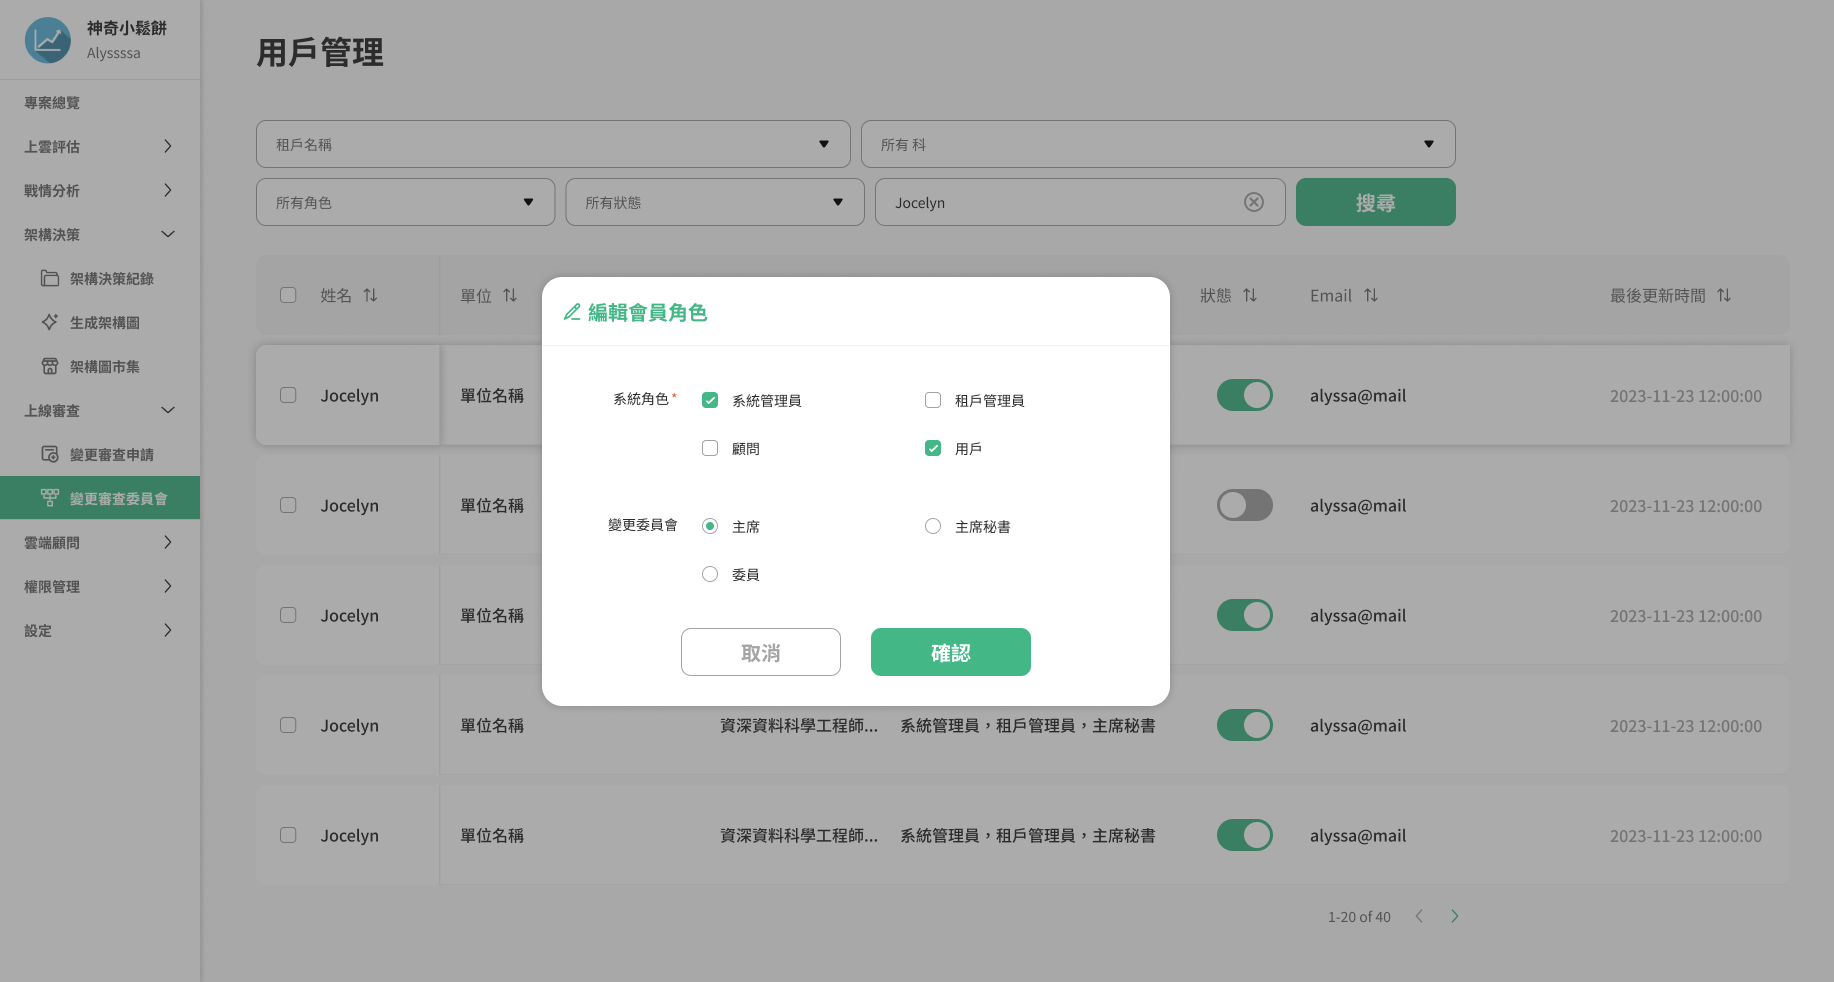 神奇小鬆餅
Alyssssa
專案總覽
上雲評估
戰情分析
架構決策
架構決策紀錄
生成架構圖
架構圖市集
上線審查
變更審查申請
變更審查委員會
雲端顧問
權限管理
設定
用戶管理
租戶名稱
所有 科
所有角色
所有狀態
Jocelyn
搜尋
姓名
單位
狀態
Email
最後更新時間
Jocelyn
單位名稱
alyssa@mail
2023-11-23 12:00:00
Jocelyn
單位名稱
alyssa@mail
2023-11-23 12:00:00
Jocelyn
單位名稱
alyssa@mail
2023-11-23 12:00:00
Jocelyn
單位名稱
資深資料科學工程師...
系統管理員，租戶管理員，主席秘書
alyssa@mail
2023-11-23 12:00:00
Jocelyn
單位名稱
資深資料科學工程師...
系統管理員，租戶管理員，主席秘書
alyssa@mail
2023-11-23 12:00:00
1-20 of 40
編輯會員角色
系統角色*
系統管理員
租戶管理員
顧問
用戶
變更委員會
主席
主席秘書
委員
取消
確認